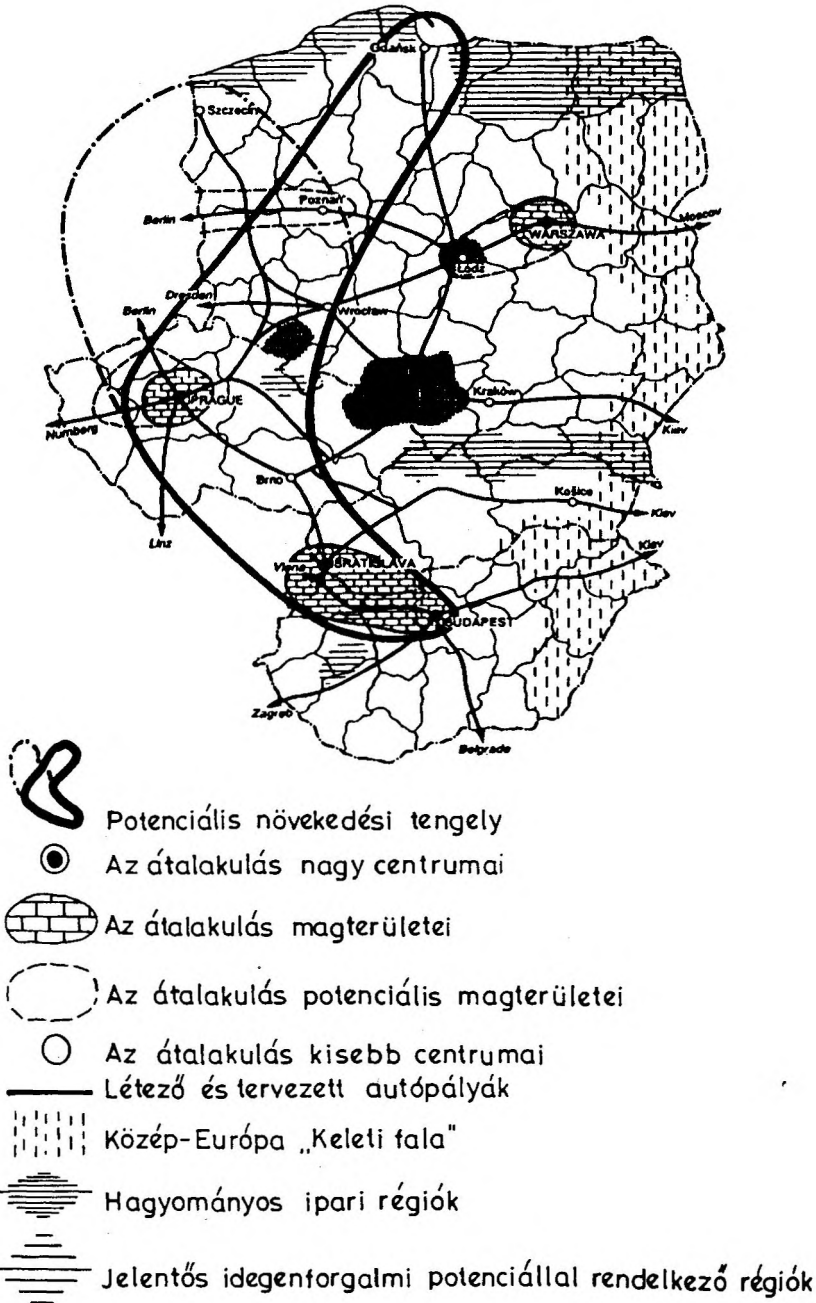 Gdańsk
Szczecin
Poznań
Berlin
Moscov
WARSZAWA
Łódź
Dresden
Berlin
Wrocław
PRAGUE
Kraków
Nurnberg
Kiev
Brno
Košice
Linz
Kiev
Kiev
Viena
BRATISLAVA
BUDAPEST
Zagreb
Belgrade
Potenciális növekedési tengely
Az átalakulás nagy centrumai
Az átalakulás magterületei
Az átalakulás potenciális magterületei
Az átalakulás kisebb centrumai
Létező és tervezett autópályák
Közép-Európa „Keleti fala"
Hagyományos ipari régiók
Jelentős idegenforgalmi potenciállal rendelkező régiók